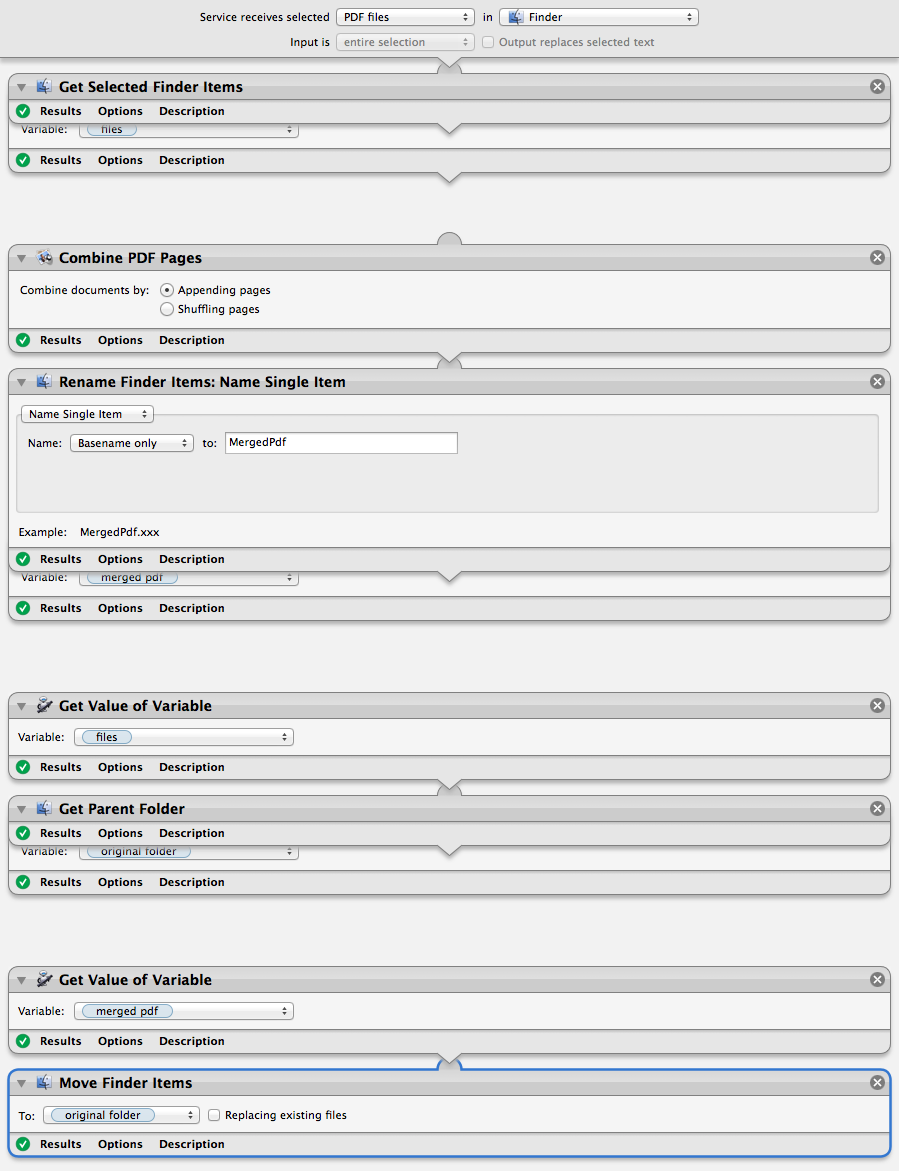 Service receives selected PDF files in Finder
Input is entire selection Output replaces selected text
Get Selected Finder Items
Results Options Description
Variable: files
Results Options Description
Combine PDF Pages
Combine documents by: Appending pages
Shuffling pages
Results Options Description
Rename Finder Items: Name Single Item
Name Single Item
Name: Basename only to: MergedPdf
Example: MergedPdf.xxx
Results Options Description
Variable: merged pdf
Results Options Description
Get Value of Variable
Variable: files
Results Options Description
Get Parent Folder
Results Options Description
Variable: original folder
Results Options Description
Get Value of Variable
Variable: merged pdf
Results Options Description
Move Finder Items
To: original folder Replacing existing files
Results Options Description